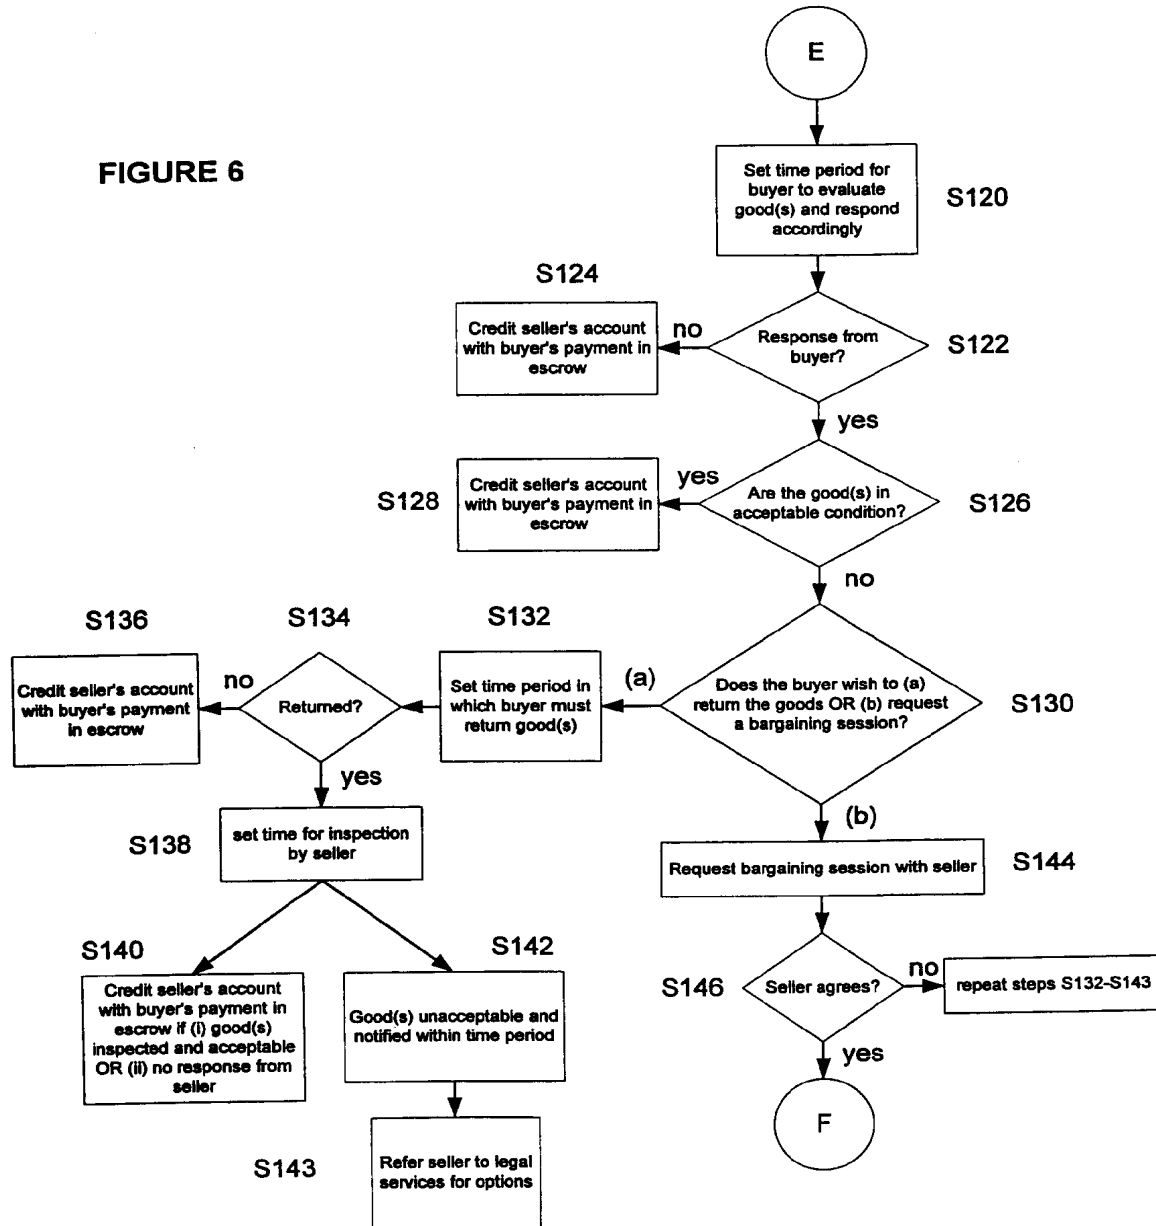 E
FIGURE 6
Set time period for
buyer to evaluate
good(s) and respond
accordingly
S120
S124
Credit seller's account
with buyer's payment in
escrow
no
Response from
buyer?
S122
yes
S128
Credit seller's account
with buyer's payment in
escrow
yes
Are the good(s) in
acceptable condition?
S126
no
S136
S134
S132
Credit seller's account
with buyer's payment
in escrow
no
Returned?
Set time period in
which buyer must
return good(s)
(a)
Does the buyer wish to (a)
return the goods OR (b) request
a bargaining session?
S130
yes
(b)
S138
set time for inspection
by seller
Request bargaining session with seller
S144
S140
S142
Credit seller's account
with buyer's payment in
escrow if (i) good(s)
inspected and acceptable
OR (ii) no response from
seller
Good(s) unacceptable and
notified within time period
S146
Seller agrees?
no
repeat steps S132-S143
yes
F
S143
Refer seller to legal
services for options